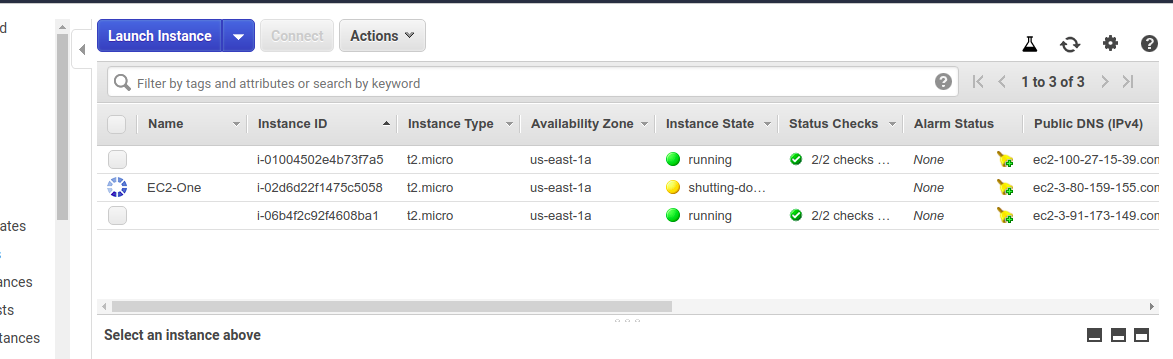 d
Launch Instance Connect Actions
Filter by tags and attributes or search by keyword ? 1 to 3 of 3
Name Instance ID Instance Type Availability Zone Instance State Status Checks Alarm Status Public DNS (IPv4)
i-01004502e4b73f7a5 t2.micro us-east-1a running 2/2 checks ... None ec2-100-27-15-39.con
EC2-One i-02d6d22f1475c5058 t2.micro us-east-1a shutting-do... None ec2-3-80-159-155.con
i-06b4f2c92f4608ba1 t2.micro us-east-1a running 2/2 checks ... None ec2-3-91-173-149.con
ates
s
ances
sts
tances
Select an instance above